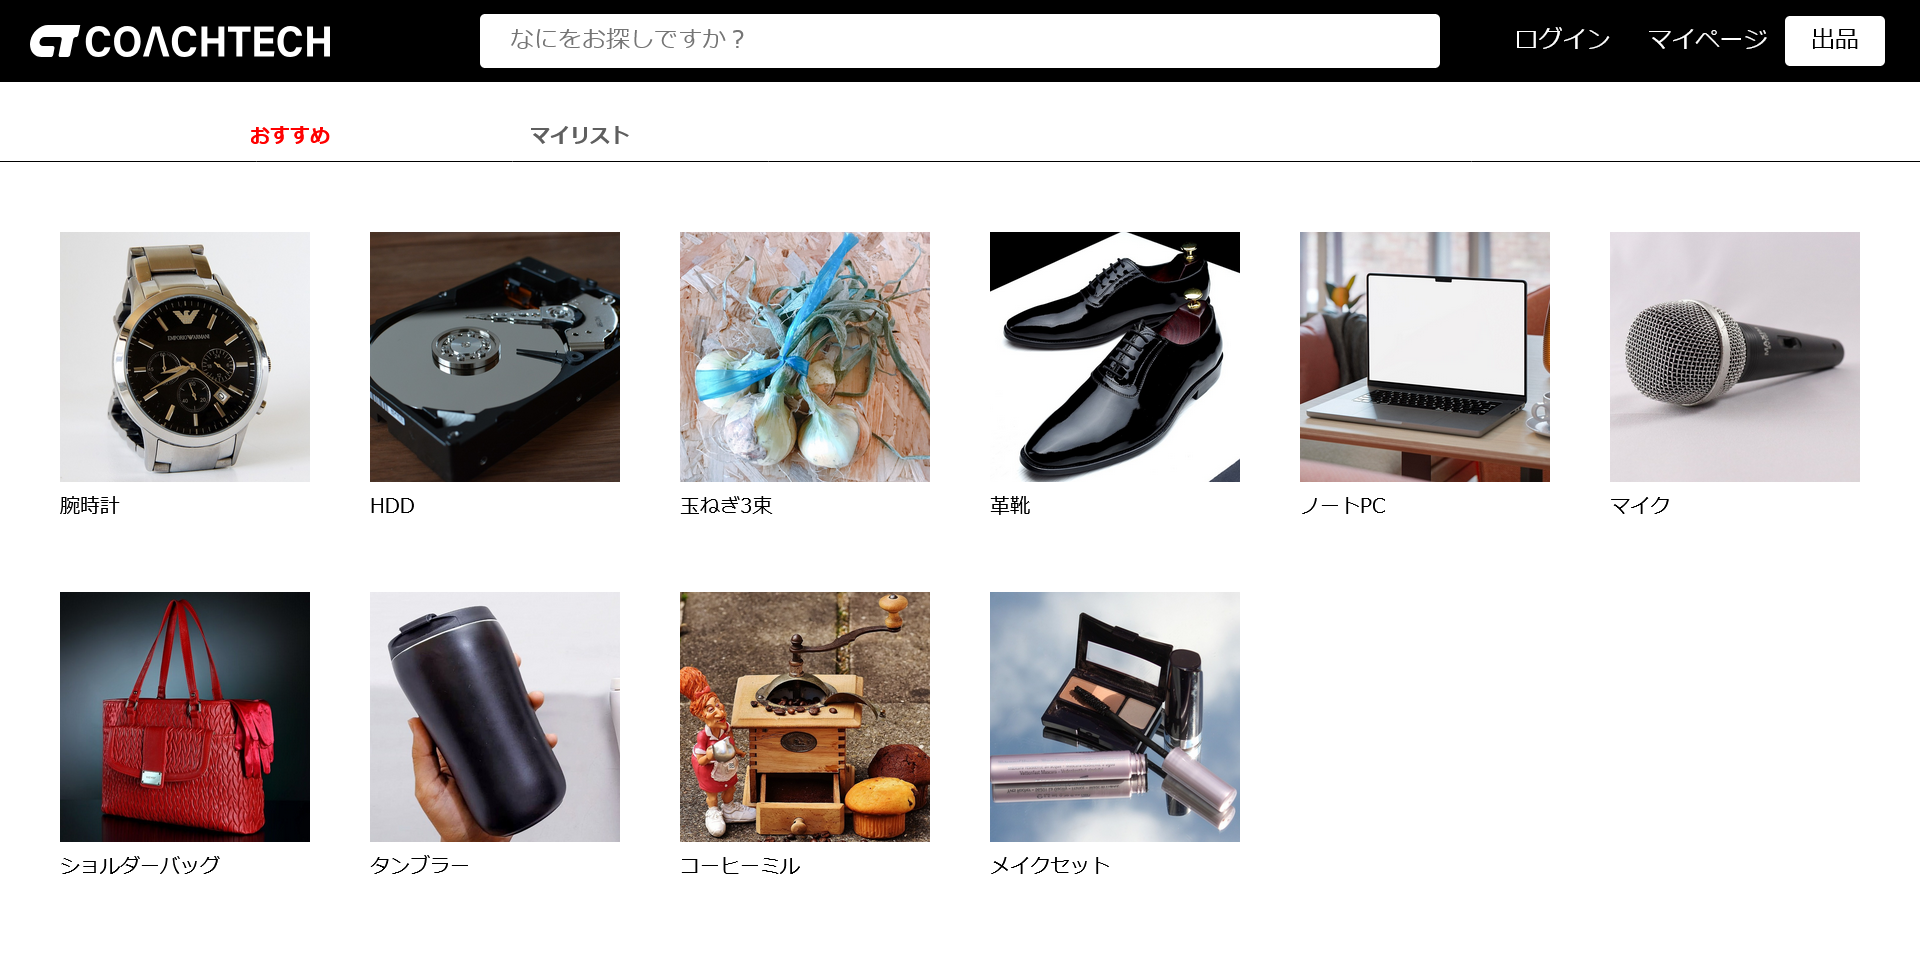 COACHTECH
なにをお探しですか？
ログイン
マイページ
出品
おすすめ
マイリスト
EMPORIO ARMANI
腕時計
HDD
玉ねぎ3束
革靴
ノートPC
マイク
ショルダーバッグ
タンブラー
コーヒーミル
メイクセット